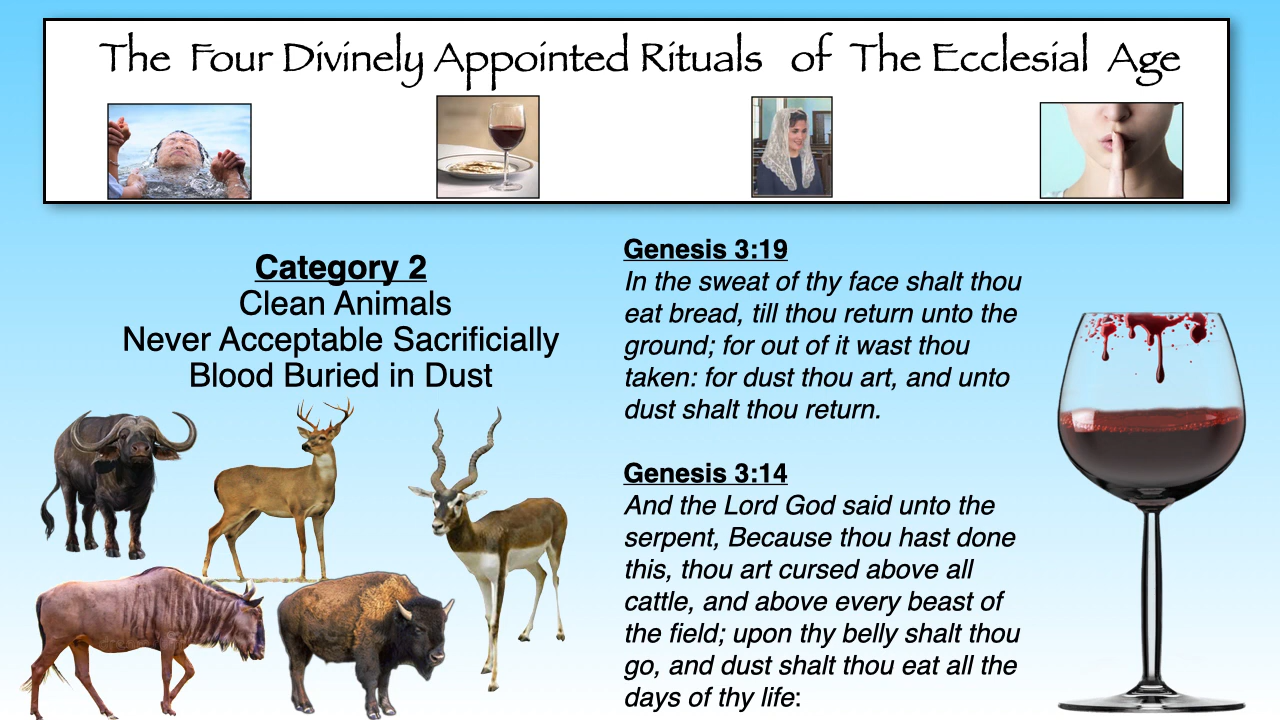 The Four Divinely Appointed Rituals of The Ecclesial Age
Category 2
Clean Animals
Never Acceptable Sacrificially
Blood Buried in Dust
Genesis 3:19
In the sweat of thy face shalt thou
eat bread, till thou return unto the
ground; for out of it wast thou
taken: for dust thou art, and unto
dust shalt thou return.
Genesis 3:14
And the Lord God said unto the
serpent, Because thou hast done
this, thou art cursed above all
cattle, and above every beast of
the field; upon thy belly shalt thou
go, and dust shalt thou eat all the
days of thy life: